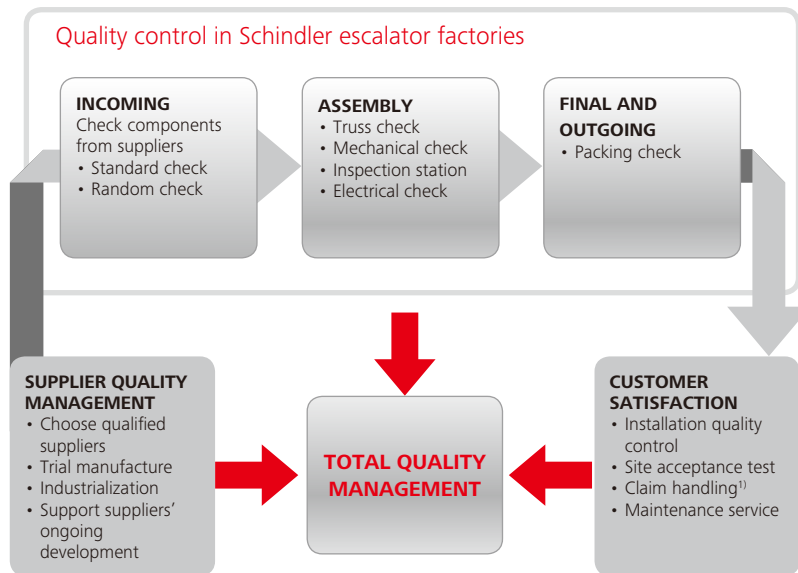 Quality control in Schindler escalator factories
INCOMING
Check components
from suppliers
• Standard check
• Random check
ASSEMBLY
• Truss check
• Mechanical check
• Inspection station
• Electrical check
FINAL AND
OUTGOING
• Packing check
SUPPLIER QUALITY
MANAGEMENT
• Choose qualified
suppliers
• Trial manufacture
• Industrialization
• Support suppliers’
ongoing
development
TOTAL QUALITY
MANAGEMENT
CUSTOMER
SATISFACTION
• Installation quality
control
• Site acceptance test
• Claim handling¹⁾
• Maintenance service